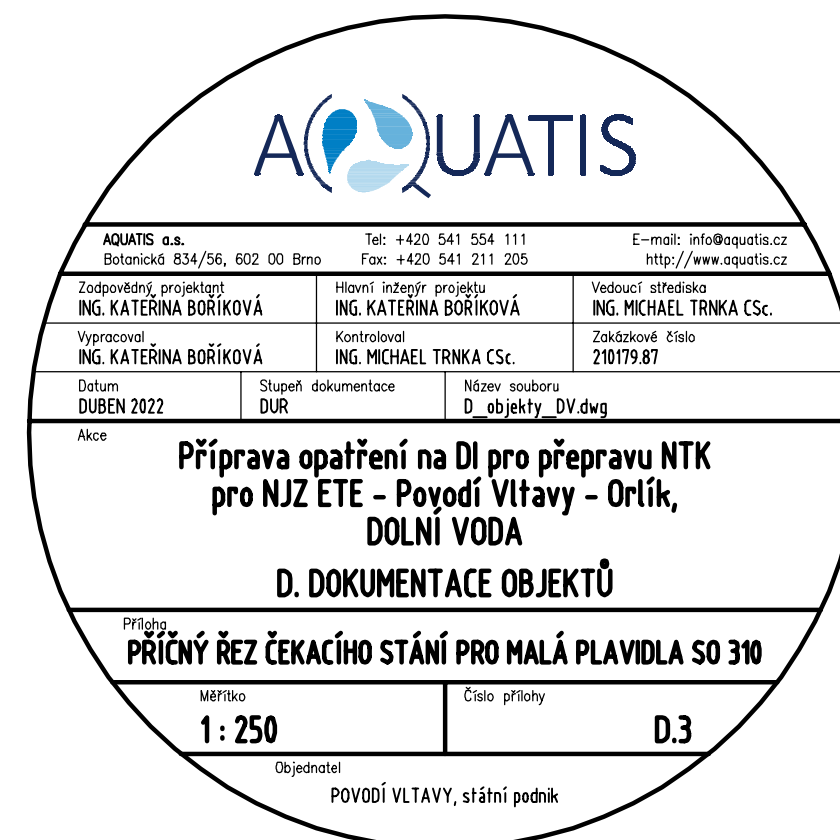 AQUATIS
AQUATIS a.s. Tel: +420 541 554 111 E-mail: info@aquatis.cz
Botanická 834/56, 602 00 Brno Fax: +420 541 211 205 http://www.aquatis.cz
Zodpovědný projektant Hlavní inženýr projektu Vedoucí střediska
ING. KATEŘINA BOŘÍKOVÁ ING. KATEŘINA BOŘÍKOVÁ ING. MICHAEL TRNKA CSc.
Vypracoval Kontroloval Zakázkové číslo
ING. KATEŘINA BOŘÍKOVÁ ING. MICHAEL TRNKA CSc. 210179.87
Datum Stupeň dokumentace Název souboru
DUBEN 2022 DUR D_objekty_DV.dwg
Akce
Příprava opatření na DI pro přepravu NTK
pro NJZ ETE - Povodí Vltavy - Orlík,
DOLNÍ VODA
D. DOKUMENTACE OBJEKTŮ
Příloha
PŘÍČNÝ ŘEZ ČEKACÍHO STÁNÍ PRO MALÁ PLAVIDLA SO 310
Měřítko Číslo přílohy
1 : 250 D.3
Objednatel
POVODÍ VLTAVY, státní podnik